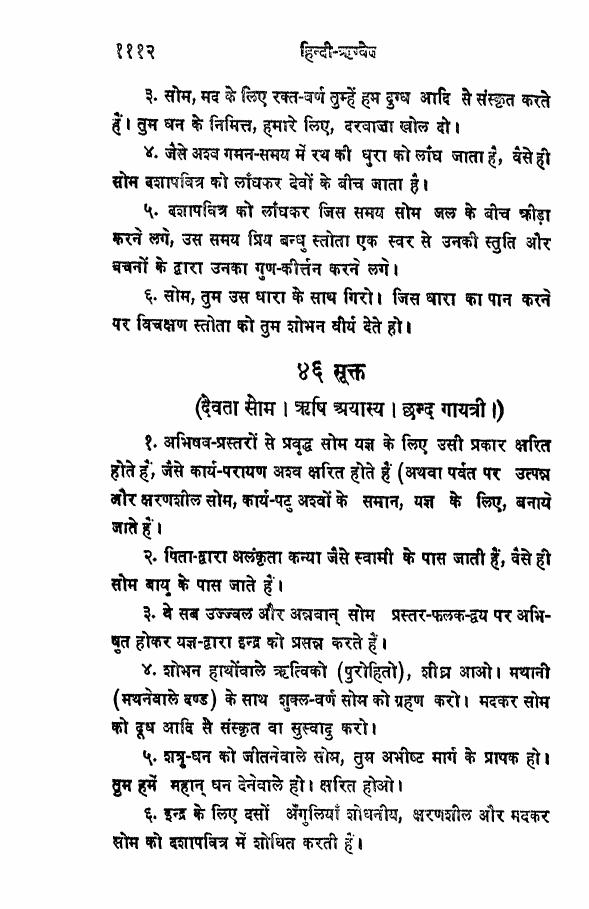 १११२ हिन्दी-ऋग्वेद
३. सोम, मद के लिए रक्त-वर्ण तुम्हें हम दुग्ध आदि से संस्कृत करते
हैं। तुम धन के निमित्त, हमारे लिए, दरवाजा खोल दो।
४. जैसे अश्व गमन-समय में रथ की धुरा को लाँघ जाता है, वैसे ही
सोम दशापवित्र को लाँघकर देवों के बीच जाता है।
५. दशापवित्र को लाँघकर जिस समय सोम जल के बीच क्रीड़ा
करने लगे, उस समय प्रिय बन्धु स्तोता एक स्वर से उनकी स्तुति और
वचनों के द्वारा उनका गुण-कीर्त्तन करने लगे।
६. सोम, तुम उस धारा के साथ गिरो। जिस धारा का पान करने
पर विचक्षण स्तोता को तुम शोभन वीर्य देते हो।
४६ सूक्त
(देवता सोम। ऋषि अयास्य। छन्द गायत्री।)
१. अभिषव-प्रस्तरों से प्रवृद्ध सोम यज्ञ के लिए उसी प्रकार क्षरित
होते हैं, जैसे कार्य-परायण अश्व क्षरित होते हैं (अथवा पर्वत पर उत्पन्न
और क्षरणशील सोम, कार्य-पटु अश्वों के समान, यज्ञ के लिए, बनाये
जाते हैं।
२. पिता-द्वारा अलंकृता कन्या जैसे स्वामी के पास जाती हैं, वैसे ही
सोम वायु के पास जाते हैं।
३. वे सब उज्ज्वल और अन्नवान् सोम प्रस्तर-फलक-द्वय पर अभि-
षुत होकर यज्ञ-द्वारा इन्द्र को प्रसन्न करते हैं।
४. शोभन हाथोंवाले ऋत्विको (पुरोहितो), शीघ्र आओ। मथानी
(मथनेवाले दण्ड) के साथ शुक्ल-वर्ण सोम को ग्रहण करो। मदकर सोम
को दूध आदि से संस्कृत वा सुस्वादु करो।
५. शत्रु-धन को जीतनेवाले सोम, तुम अभीष्ट मार्ग के प्रापक हो।
तुम हमें महान् धन देनेवाले हो। क्षरित होओ।
६. इन्द्र के लिए दसों अँगुलियाँ शोधनीय, क्षरणशील और मदकर
सोम को दशापवित्र में शोधित करती हैं।